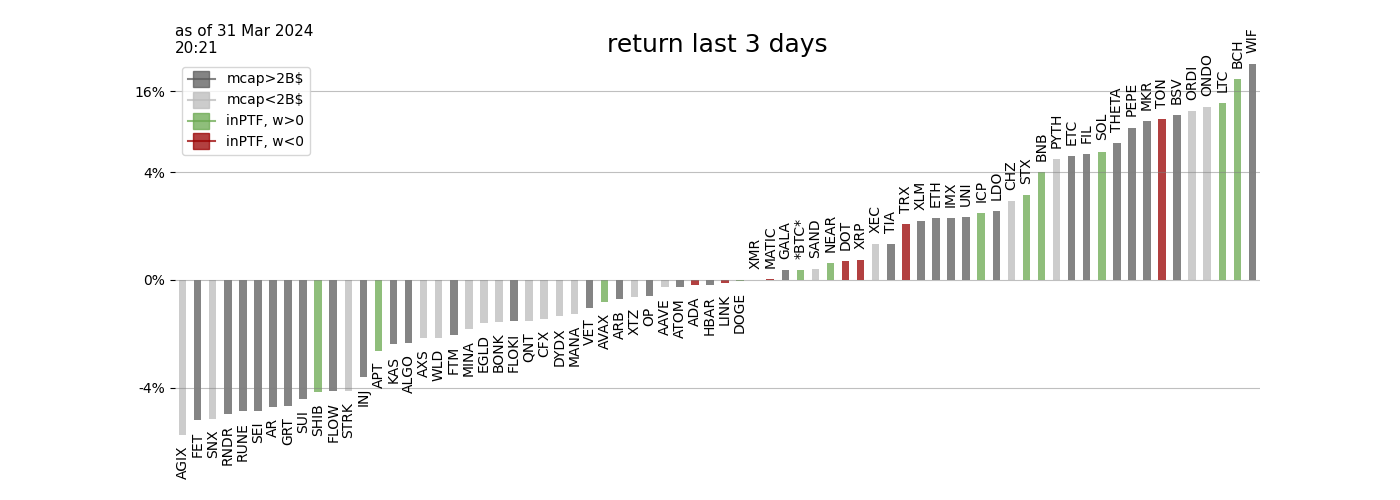 as of 31 Mar 2024
20:21
return last 3 days
mcap>2B$
mcap<2B$
inPTF, w>0
inPTF, w<0
16%
4%
0%
-4%
AGIX
FET
SNX
RNDR
RUNE
SEI
AR
GRT
SUI
SHIB
FLOW
STRK
INJ
APT
KAS
ALGO
AXS
WLD
FTM
MINA
EGLD
BONK
FLOKI
QNT
CFX
DYDX
MANA
VET
AVAX
ARB
XTZ
OP
AAVE
ATOM
ADA
HBAR
LINK
DOGE
XMR
MATIC
GALA
*BTC*
SAND
NEAR
DOT
XRP
XEC
TIA
TRX
XLM
ETH
IMX
UNI
ICP
LDO
CHZ
STX
BNB
PYTH
ETC
FIL
SOL
THETA
PEPE
MKR
TON
BSV
ORDI
ONDO
LTC
BCH
WIF